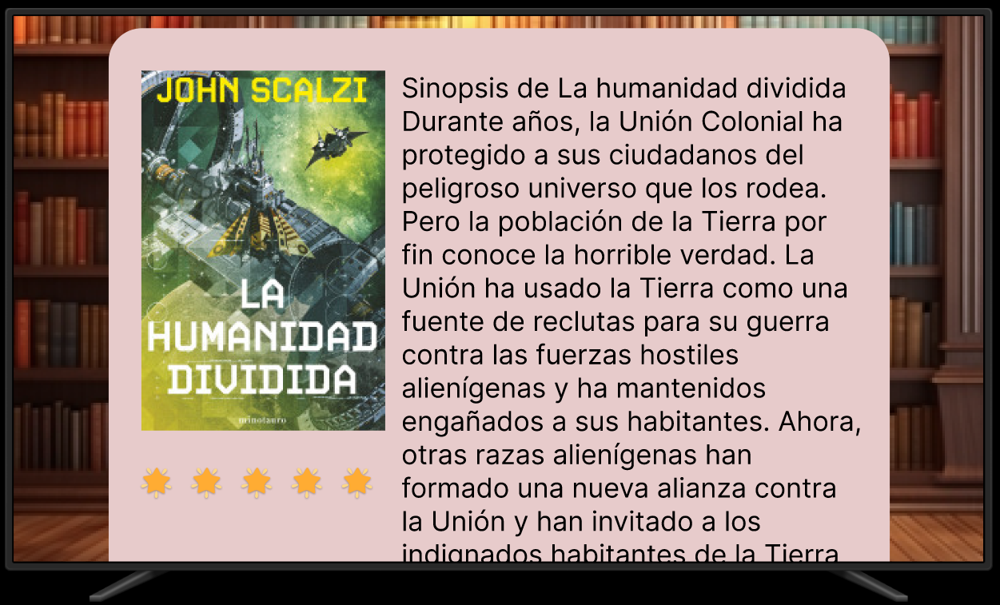 JOHN SCALZI
LA
HUMANIDAD
DIVIDIDA
minotauro
Sinopsis de La humanidad dividida
Durante años, la Unión Colonial ha
protegido a sus ciudadanos del
peligroso universo que los rodea.
Pero la población de la Tierra por
fin conoce la horrible verdad. La
Unión ha usado la Tierra como una
fuente de reclutas para su guerra
contra las fuerzas hostiles
alienígenas y ha mantenidos
engañados a sus habitantes. Ahora,
otras razas alienígenas han
formado una nueva alianza contra
la Unión y han invitado a los
indignados habitantes de la Tierra